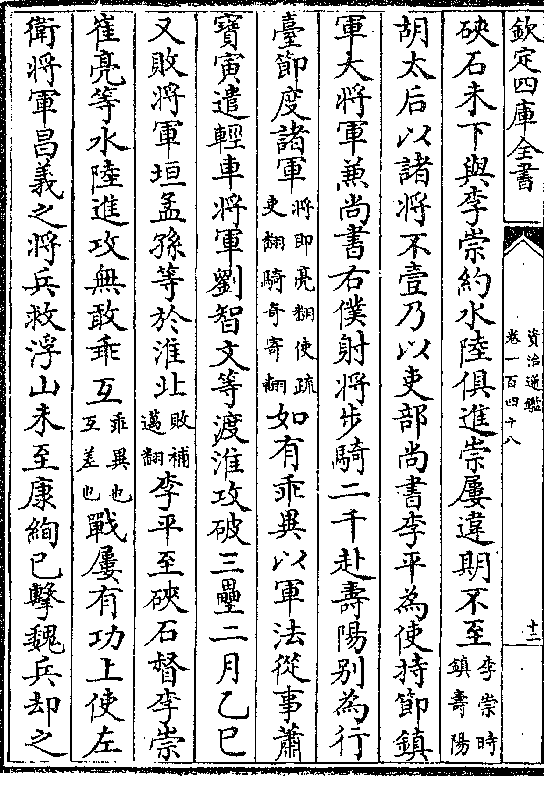 欽定四庫全書
資治通鑑
卷一百四十八
十二
硤石未下與李崇約水陸俱進崇屢違期不至李崇時鎮壽陽
胡太后以諸將不壹乃以吏部尚書李平為使持節鎮
軍大將軍兼尚書右僕射將步騎二千赴壽陽别為行
臺節度諸軍將即亮翻使疏吏翻騎奇寄翻如有乖異以軍法從事蕭
寶寅遣輕車將軍劉智文等渡淮攻破三壘二月乙巳
又敗將軍垣孟孫等於淮北敗補邁翻李平至硤石督李崇
崔亮等水陸進攻無敢乖互乖異也互差也戰屢有功上使左
衛將軍昌義之將兵救浮山未至康絢已擊魏兵却之